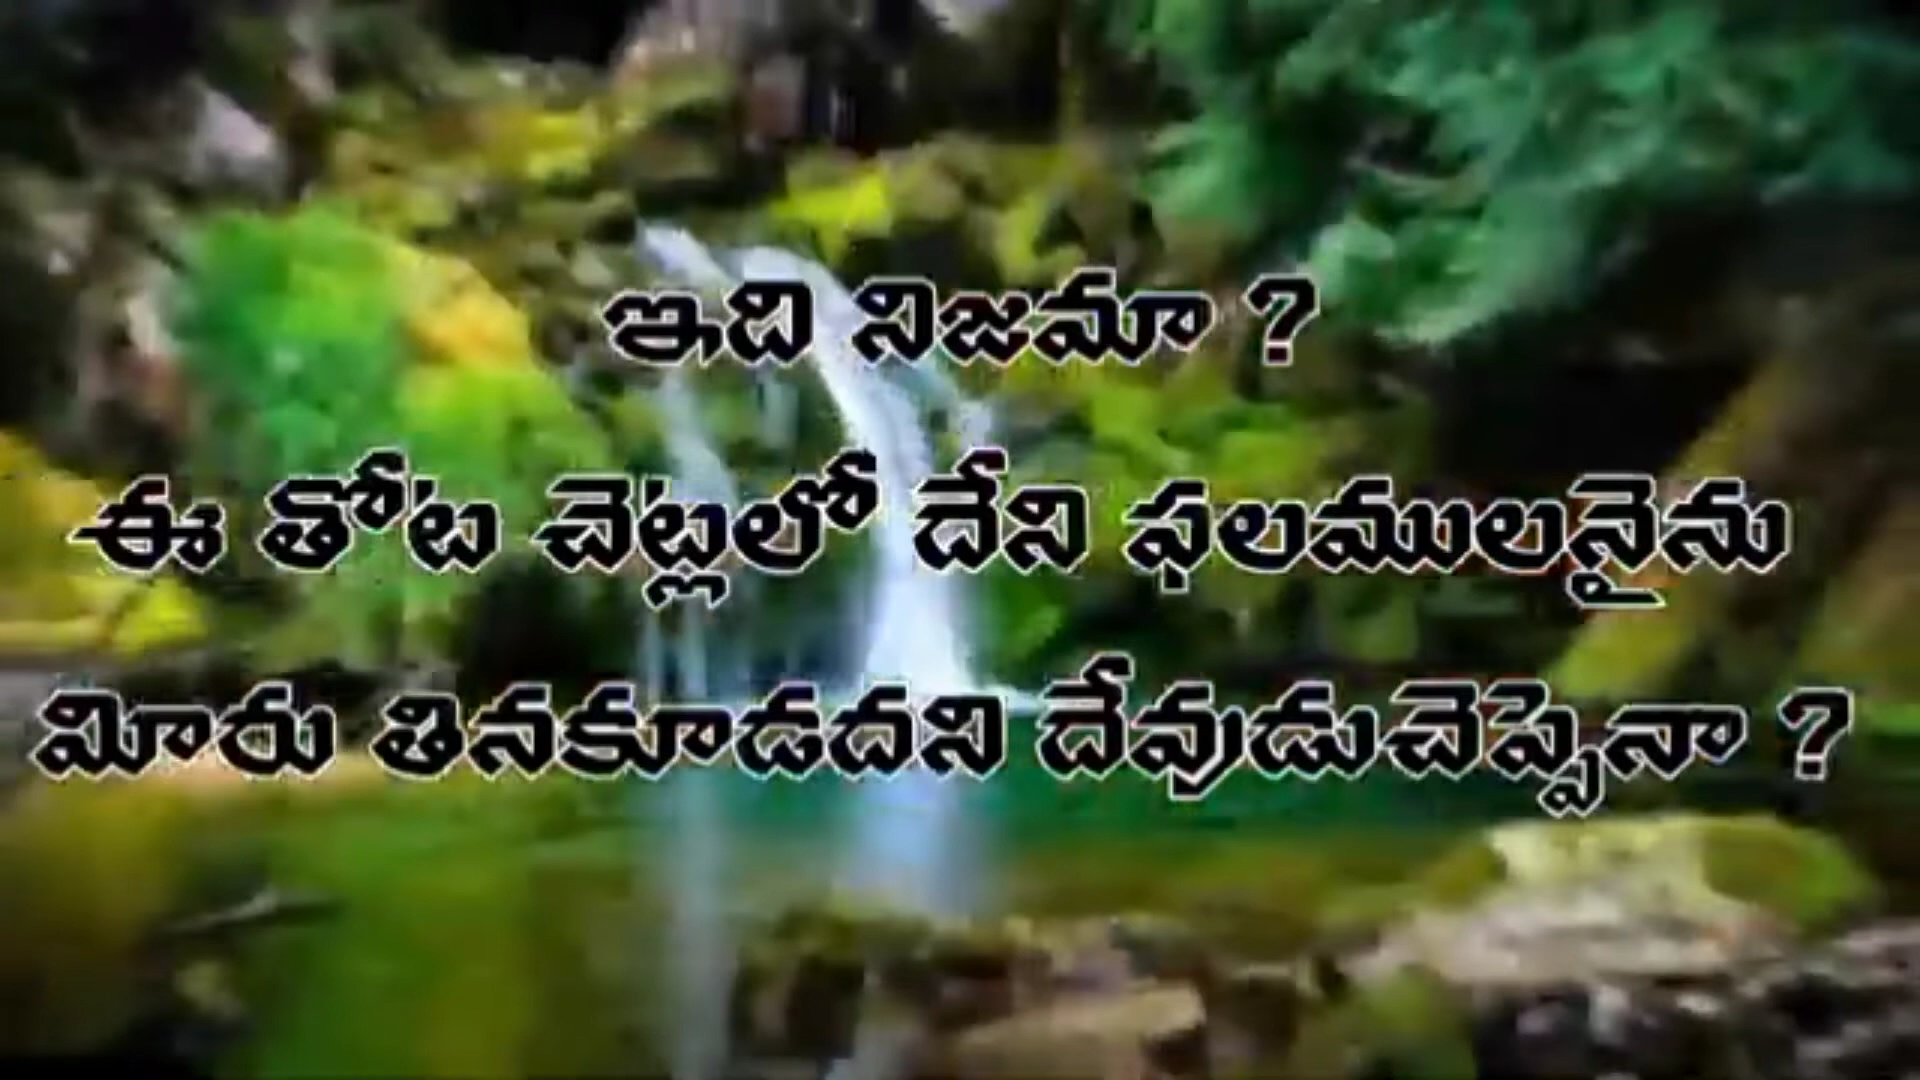 ఇది నిజమా ?
ఈ తోట చెట్లలో దేని ఫలములనైను
మీరు తినకూడదని దేవుడుచెప్పెనా ?